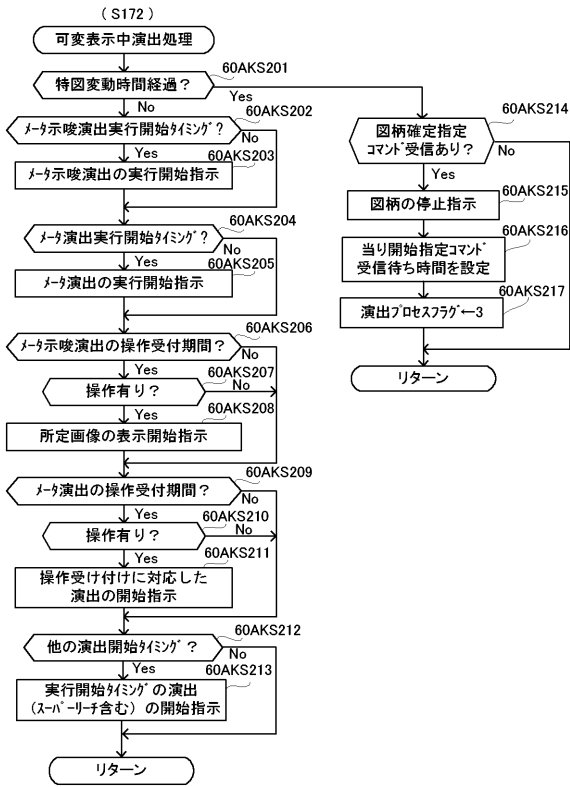 （S172）
可変表示中演出処理
60AKS201
特図変動時間経過？
Yes
No
60AKS202
ﾒｰﾀ示唆演出実行開始ﾀｲﾐﾝｸﾞ？
No
Yes
60AKS203
ﾒｰﾀ示唆演出の実行開始指示
60AKS204
ﾒｰﾀ演出実行開始ﾀｲﾐﾝｸﾞ？
No
Yes
60AKS205
ﾒｰﾀ演出の実行開始指示
60AKS206
ﾒｰﾀ示唆演出の操作受付期間？
No
Yes
60AKS207
操作有り？
No
Yes
60AKS208
所定画像の表示開始指示
60AKS209
ﾒｰﾀ演出の操作受付期間？
No
Yes
60AKS210
操作有り？
No
Yes
60AKS211
操作受け付けに対応した
演出の開始指示
60AKS212
他の演出開始ﾀｲﾐﾝｸﾞ？
No
Yes
60AKS213
実行開始ﾀｲﾐﾝｸﾞの演出
（ｽｰﾊﾟｰﾘｰﾁ含む）の開始指示
リターン
60AKS214
図柄確定指定
ｺﾏﾝﾄﾞ受信あり？
No
Yes
60AKS215
図柄の停止指示
60AKS216
当り開始指定ｺﾏﾝﾄﾞ
受信待ち時間を設定
60AKS217
演出ﾌﾟﾛｾｽﾌﾗｸﾞ←3
リターン